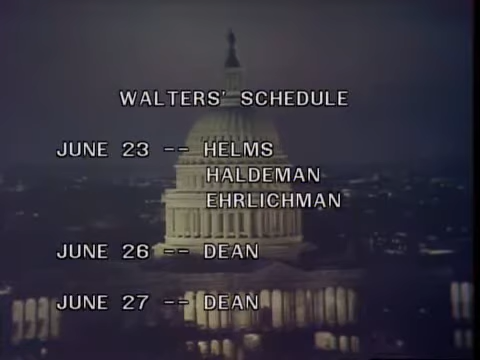 WALTERS' SCHEDULE
JUNE 23 -- HELMS
HALDEMAN
EHRLICHMAN
JUNE 26 -- DEAN
JUNE 27 -- DEAN